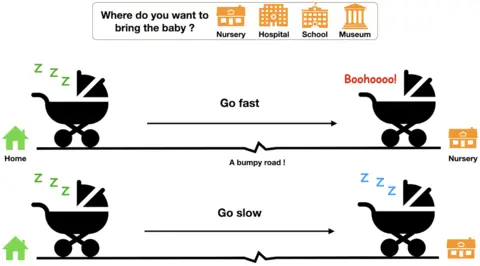 Where do you want to
bring the baby ?
Nursery
Hospital
School
Museum
z z z
Boohoooo!
Go fast
Home
A bumpy road !
Nursery
z z z
z z z
Go slow